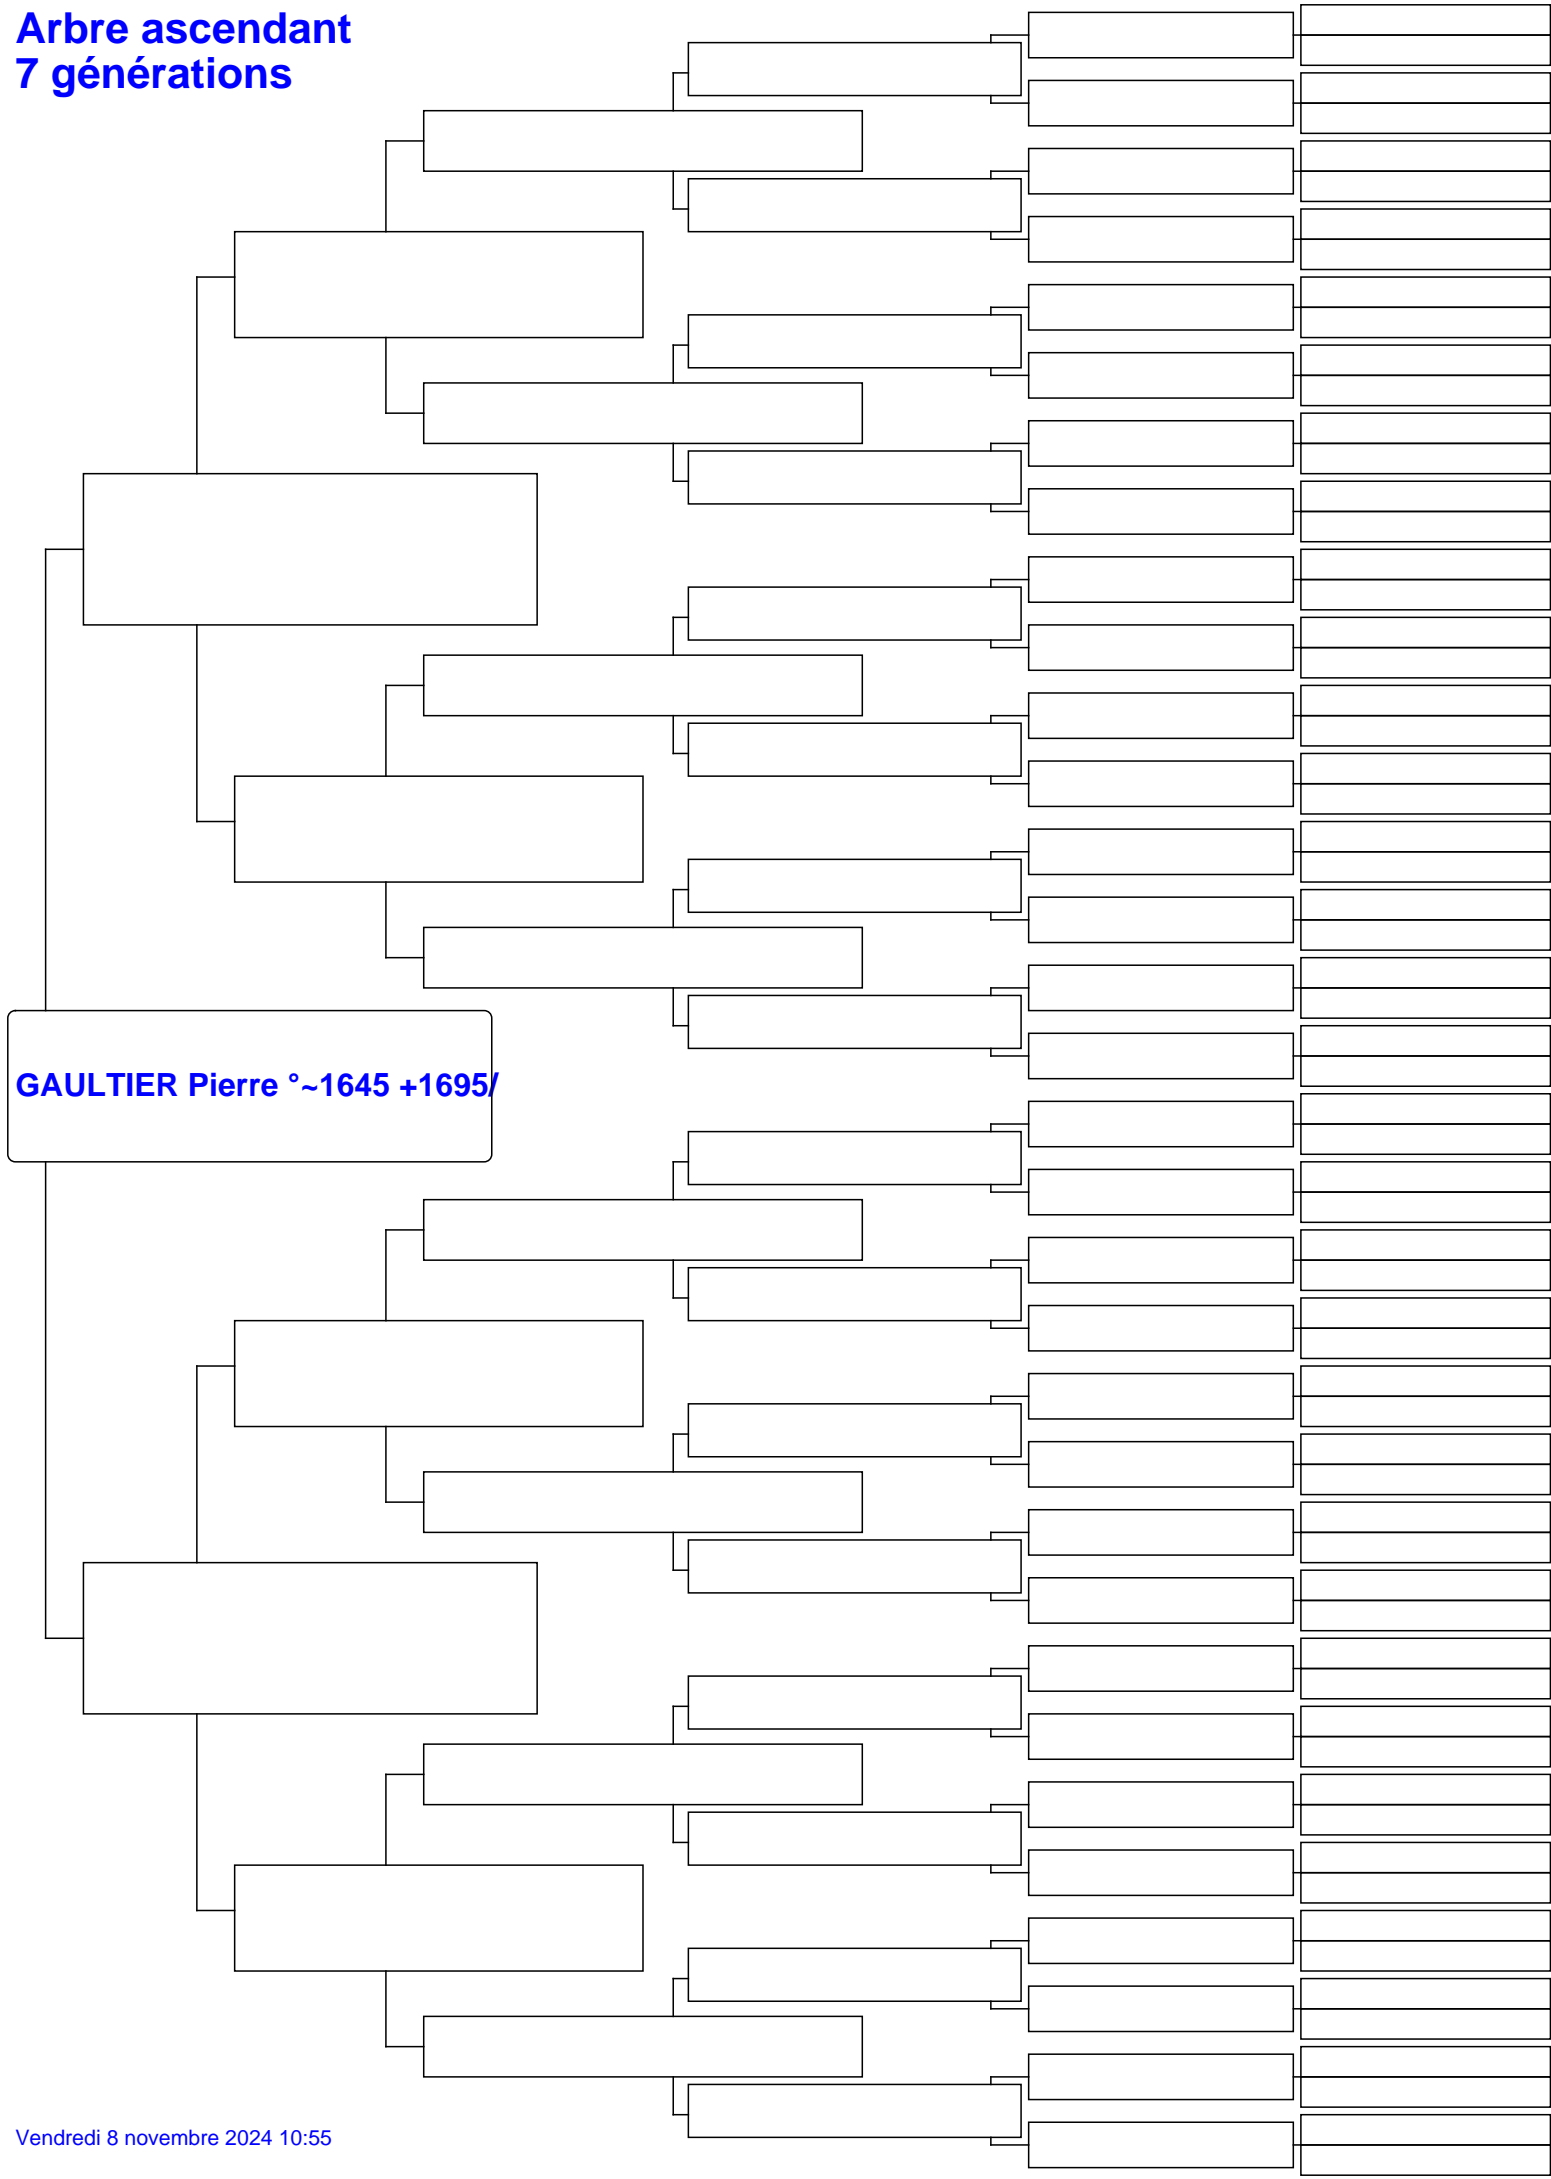 Arbre ascendant
7 générations
GAULTIER Pierre °~1645 +1695/
Vendredi 8 novembre 2024 10:55